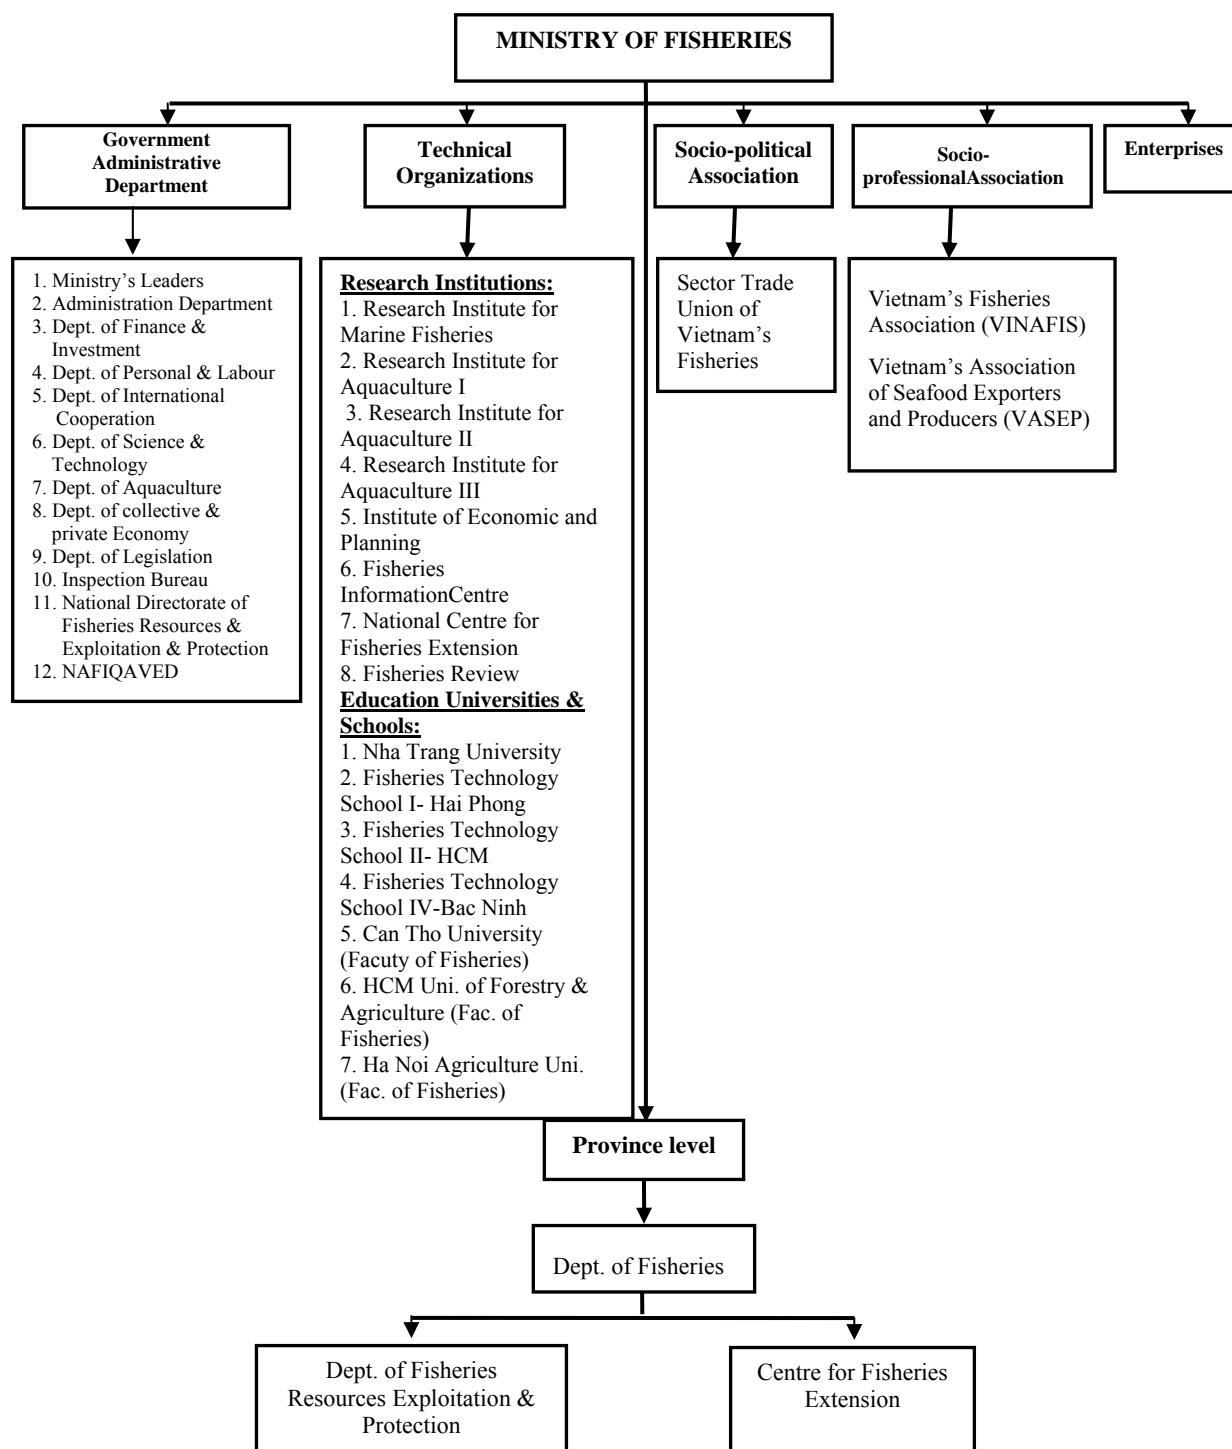 MINISTRY OF FISHERIES
Government
Administrative
Department
Technical
Organizations
Socio-political
Association
Socio-
professionalAssociation
Enterprises
1. Ministry’s Leaders
2. Administration Department
3. Dept. of Finance &
Investment
4. Dept. of Personal & Labour
5. Dept. of International
Cooperation
6. Dept. of Science &
Technology
7. Dept. of Aquaculture
8. Dept. of collective &
private Economy
9. Dept. of Legislation
10. Inspection Bureau
11. National Directorate of
Fisheries Resources &
Exploitation & Protection
12. NAFIQAVED
Research Institutions:
1. Research Institute for
Marine Fisheries
2. Research Institute for
Aquaculture I
3. Research Institute for
Aquaculture II
4. Research Institute for
Aquaculture III
5. Institute of Economic and
Planning
6. Fisheries
InformationCentre
7. National Centre for
Fisheries Extension
8. Fisheries Review
Education Universities &
Schools:
1. Nha Trang University
2. Fisheries Technology
School I- Hai Phong
3. Fisheries Technology
School II- HCM
4. Fisheries Technology
School IV-Bac Ninh
5. Can Tho University
(Facuty of Fisheries)
6. HCM Uni. of Forestry &
Agriculture (Fac. of
Fisheries)
7. Ha Noi Agriculture Uni.
(Fac. of Fisheries)
Sector Trade
Union of
Vietnam’s
Fisheries
Vietnam’s Fisheries
Association (VINAFIS)
Vietnam’s Association
of Seafood Exporters
and Producers (VASEP)
Province level
Dept. of Fisheries
Dept. of Fisheries
Resources Exploitation &
Protection
Centre for Fisheries
Extension